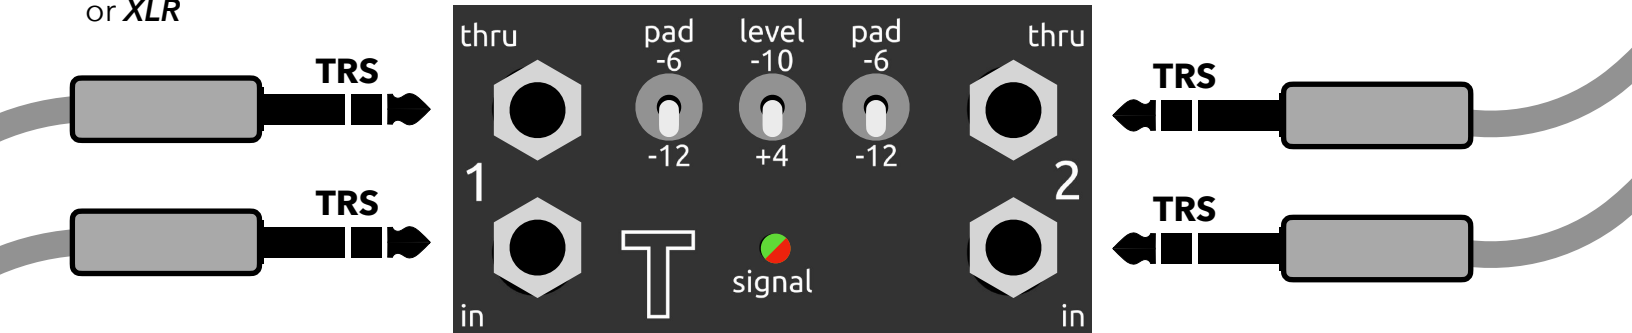 or XLR
TRS
TRS
thru
pad
-6
-12
level
-10
+4
pad
-6
-12
thru
1
2
T
signal
in
in
TRS
TRS